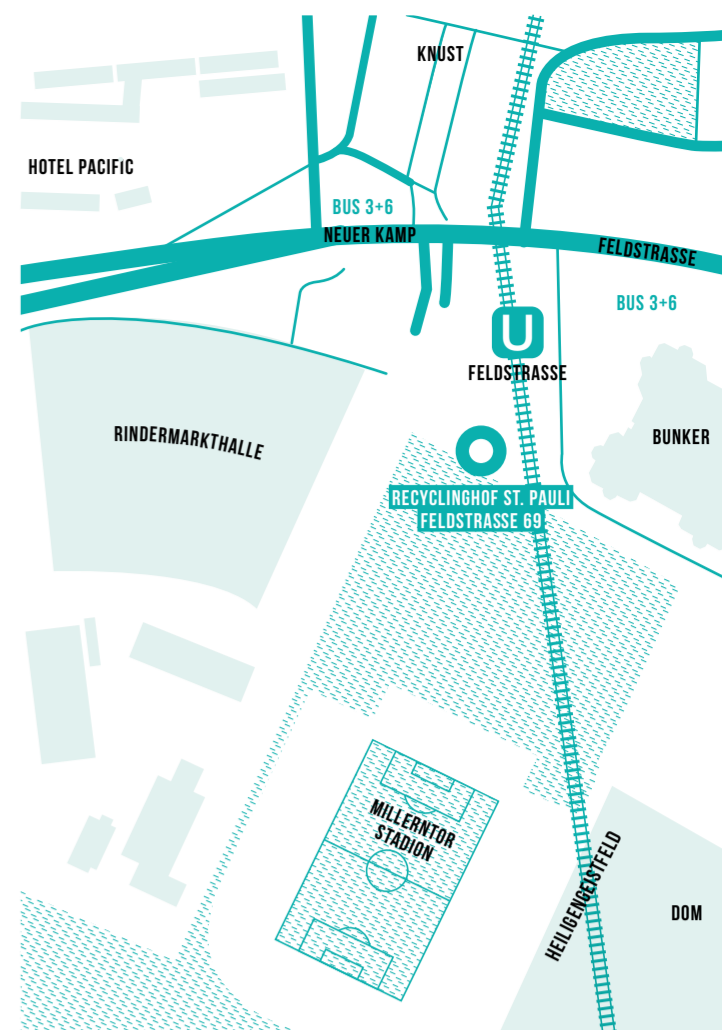 KNUST
HOTEL PACIFIC
BUS 3+6
NEUER KAMP
FELDSTRASSE
BUS 3+6
U
FELDSTRASSE
RINDERMARKTHALLE
BUNKER
RECYCLINGHOF ST. PAULI
FELDSTRASSE 69
MILLERNTOR
STADION
HEILIGENGEISTFELD
DOM